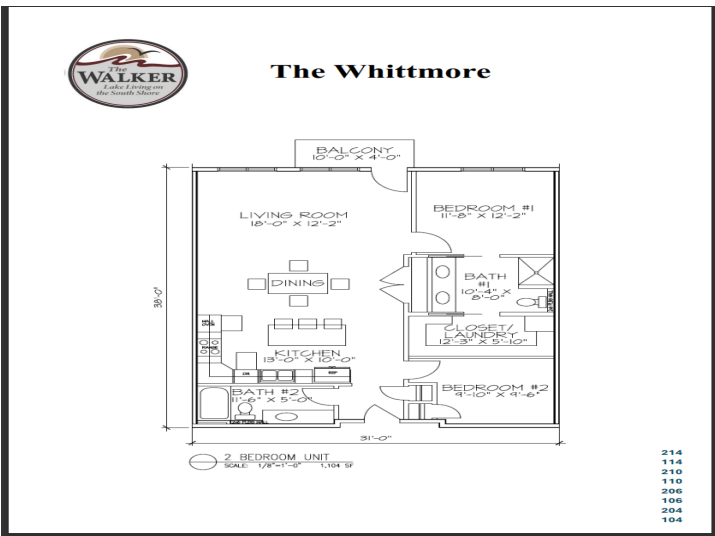 The
WALKER
Lake Living on
the South Shore
The Whittmore
BALCONY
10'-0" X 4'-0"
LIVING ROOM
18'-0" X 12'-2"
BEDROOM #1
11'-8" X 12'-2"
DINING
BATH
#1
10'-4" X
8'-0"
38'-0"
CLOSET/
LAUNDRY
12'-3" X 5'-10"
KITCHEN
13'-0" X 10'-0"
RANGE
DW
REF
BATH #2
11'-6" X 5'-0"
BEDROOM #2
9'-10" X 9'-6"
31'-0"
2 BEDROOM UNIT
SCALE: 1/8"=1'-0" 1,104 SF
214
114
210
110
206
106
204
104